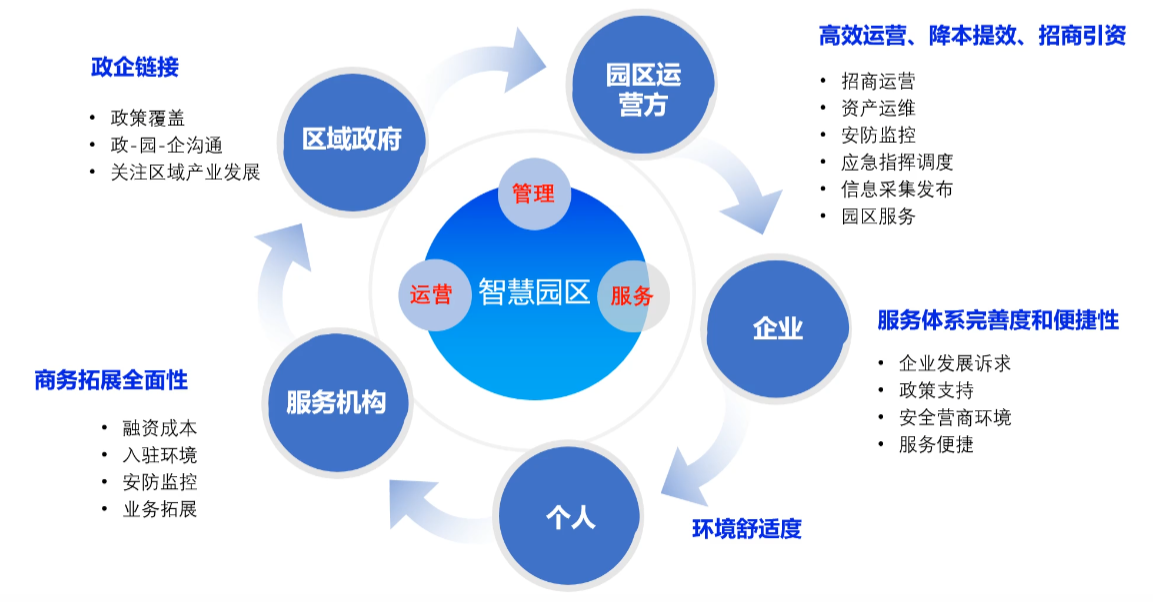 政企链接
政策覆盖
政-园-企沟通
关注区域产业发展
区域政府
园区运
营方
高效运营、降本提效、招商引资
招商运营
资产运维
安防监控
应急指挥调度
信息采集发布
园区服务
管理
运营
智慧园区
服务
企业
服务体系完善度和便捷性
企业发展诉求
政策支持
安全营商环境
服务便捷
商务拓展全面性
融资成本
入驻环境
安防监控
业务拓展
服务机构
个人
环境舒适度